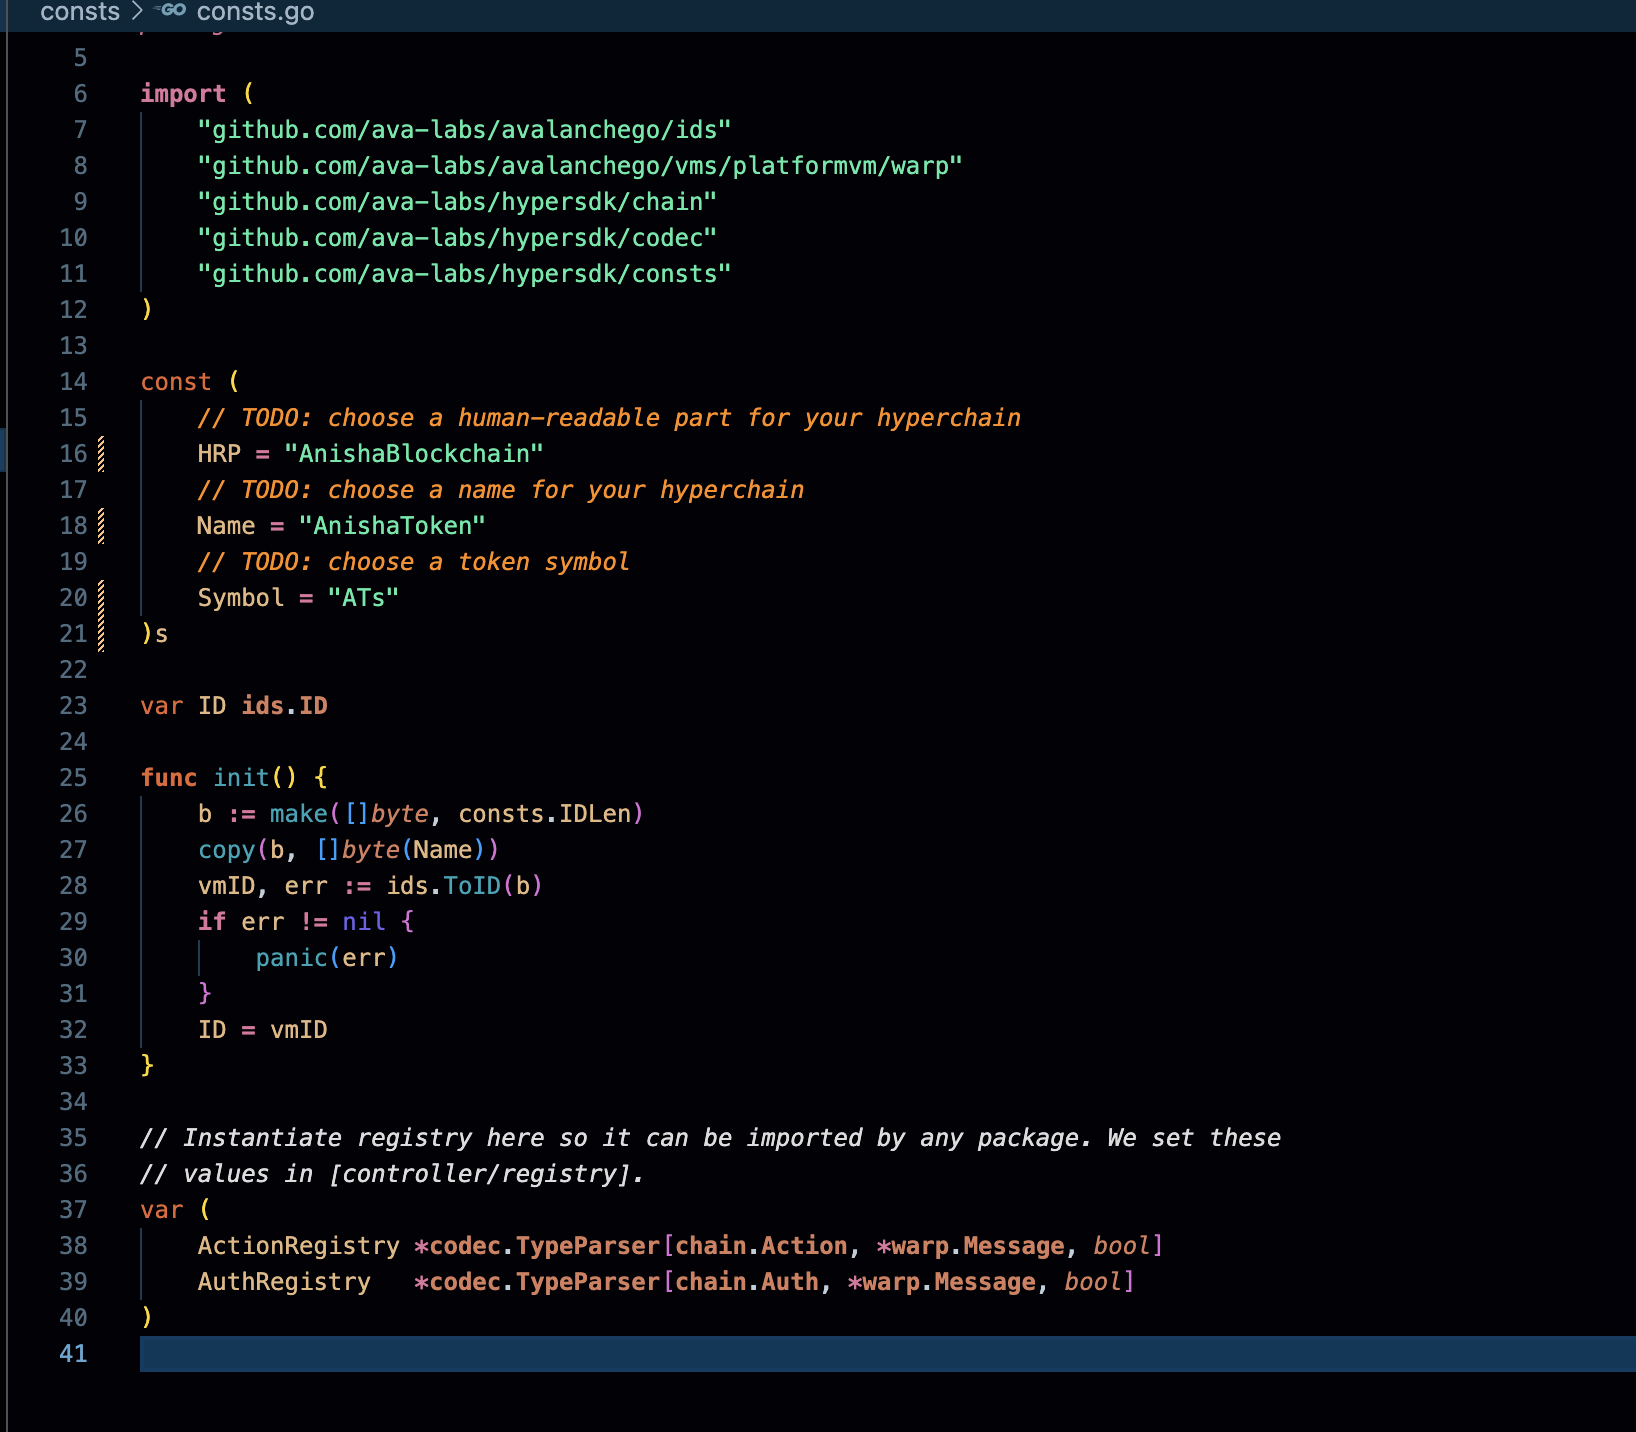 consts > GO consts.go
5
6 import (
7 "github.com/ava-labs/avalanchego/ids"
8 "github.com/ava-labs/avalanchego/vms/platformvm/warp"
9 "github.com/ava-labs/hypersdk/chain"
10 "github.com/ava-labs/hypersdk/codec"
11 "github.com/ava-labs/hypersdk/consts"
12 )
13
14 const (
15 // TODO: choose a human-readable part for your hyperchain
16 HRP = "AnishaBlockchain"
17 // TODO: choose a name for your hyperchain
18 Name = "AnishaToken"
19 // TODO: choose a token symbol
20 Symbol = "ATs"
21 )s
22
23 var ID ids.ID
24
25 func init() {
26 b := make([]byte, consts.IDLen)
27 copy(b, []byte(Name))
28 vmID, err := ids.ToID(b)
29 if err != nil {
30 panic(err)
31 }
32 ID = vmID
33 }
34
35 // Instantiate registry here so it can be imported by any package. We set these
36 // values in [controller/registry].
37 var (
38 ActionRegistry *codec.TypeParser[chain.Action, *warp.Message, bool]
39 AuthRegistry *codec.TypeParser[chain.Auth, *warp.Message, bool]
40 )
41